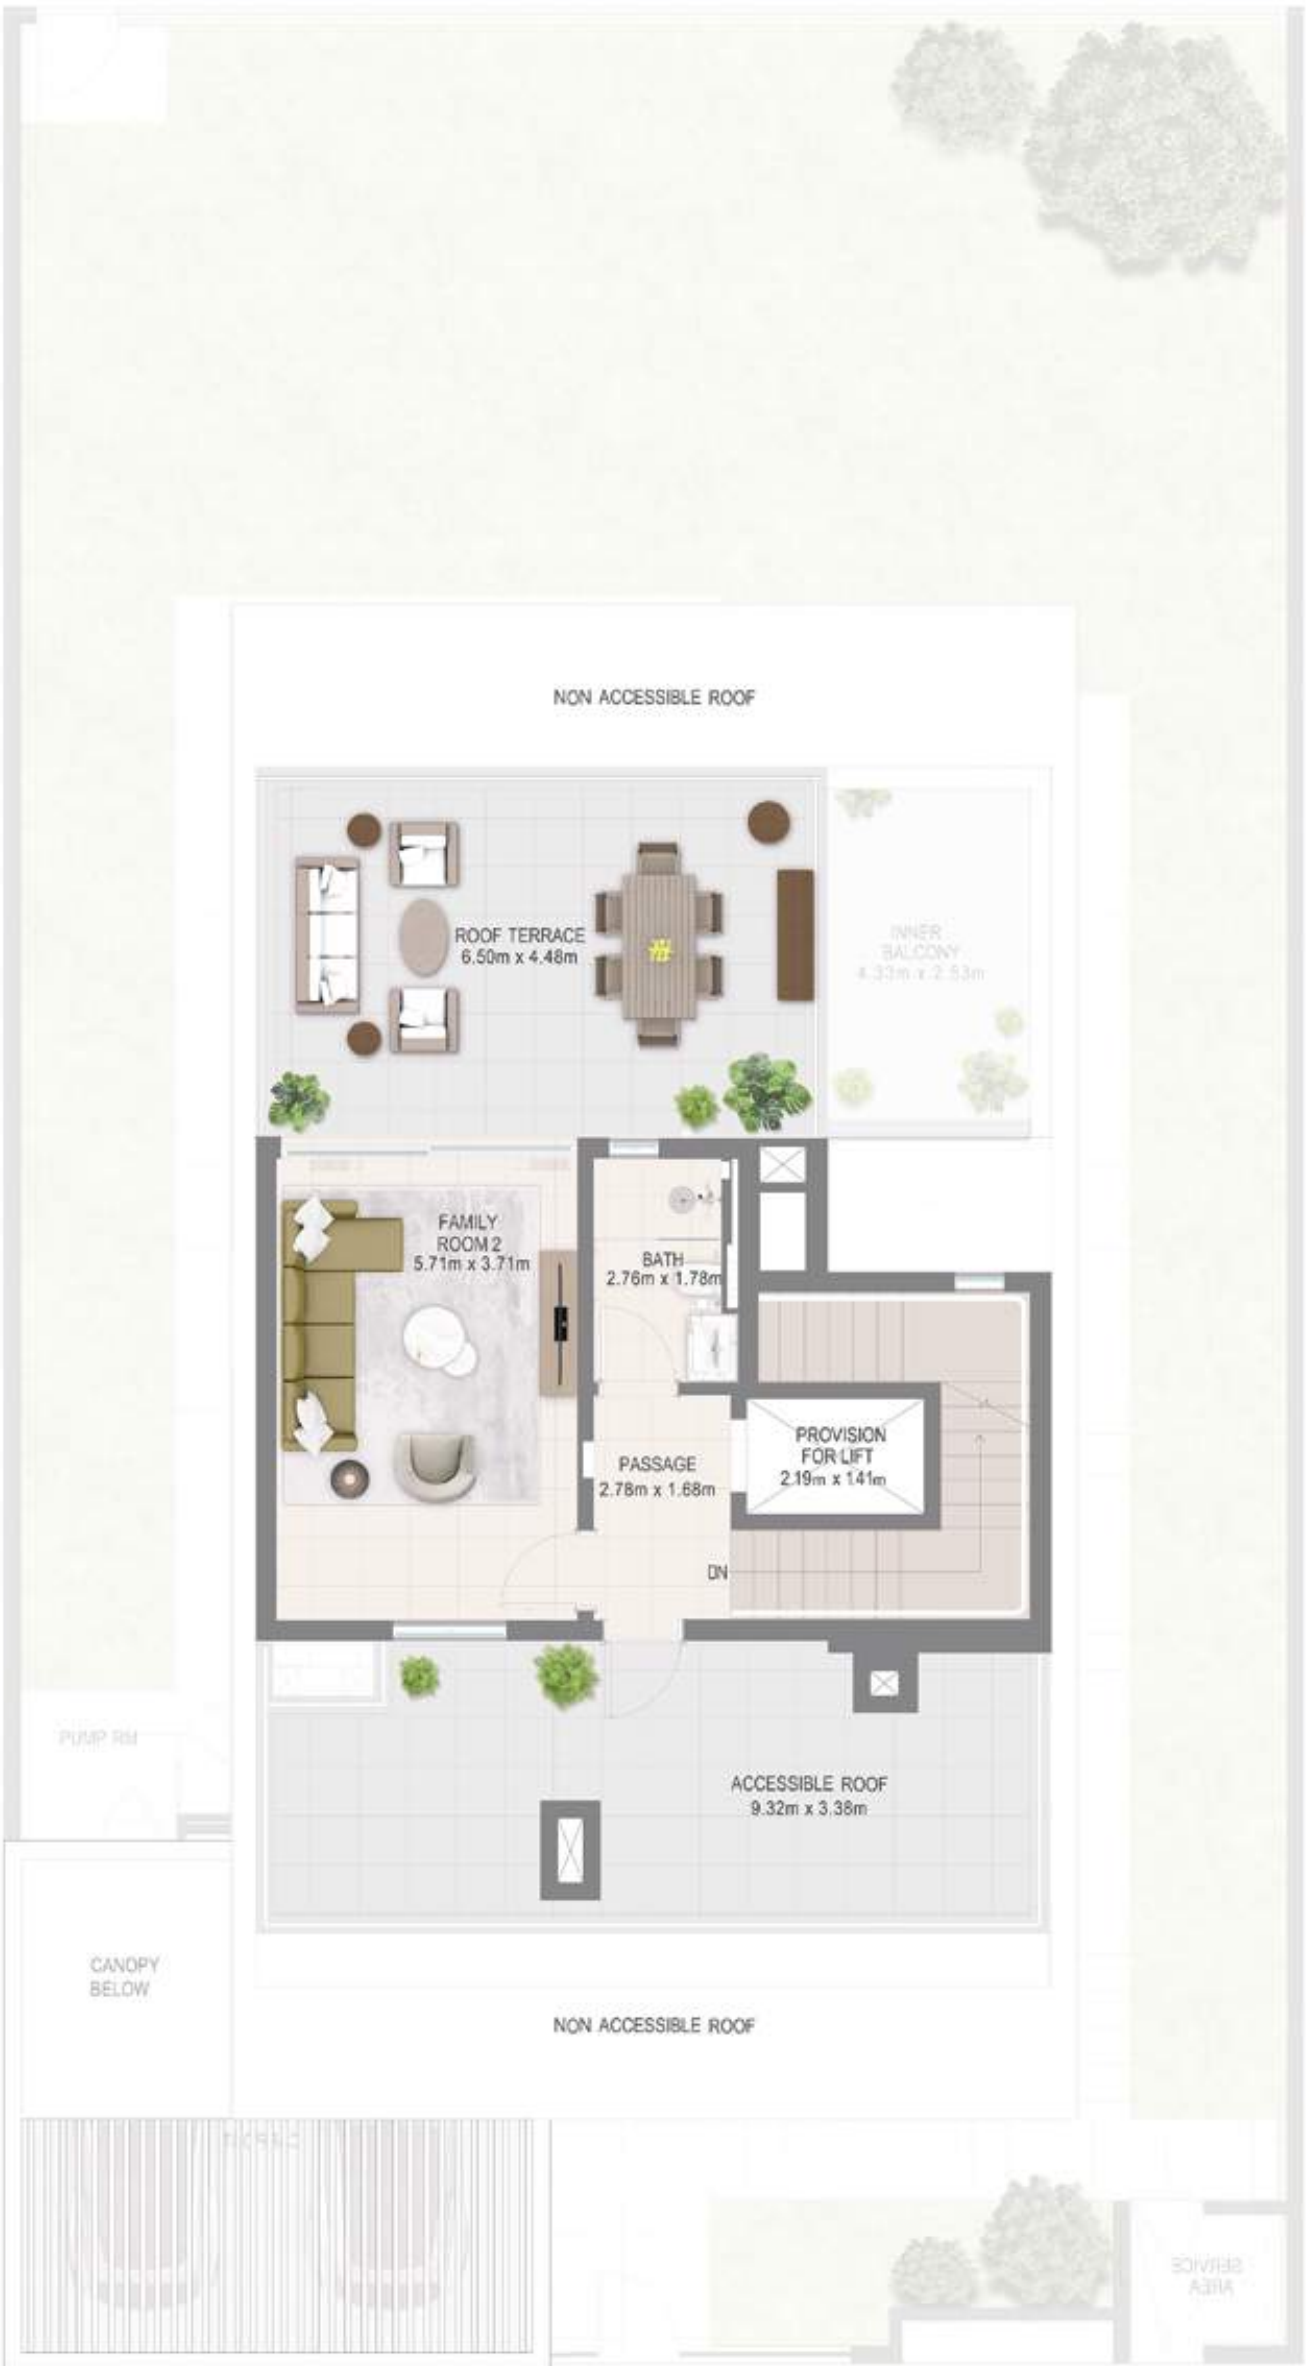 NON ACCESSIBLE ROOF
ROOF TERRACE
6.50m x 4.48m
INNER
BALCONY
4.33m x 2.53m
FAMILY
ROOM 2
5.71m x 3.71m
BATH
2.76m x 1.78m
PROVISION
FOR LIFT
2.19m x 1.41m
PASSAGE
2.78m x 1.68m
DN
PUMP RM
ACCESSIBLE ROOF
9.32m x 3.38m
CANOPY
BELOW
NON ACCESSIBLE ROOF
SERVICE
AREA